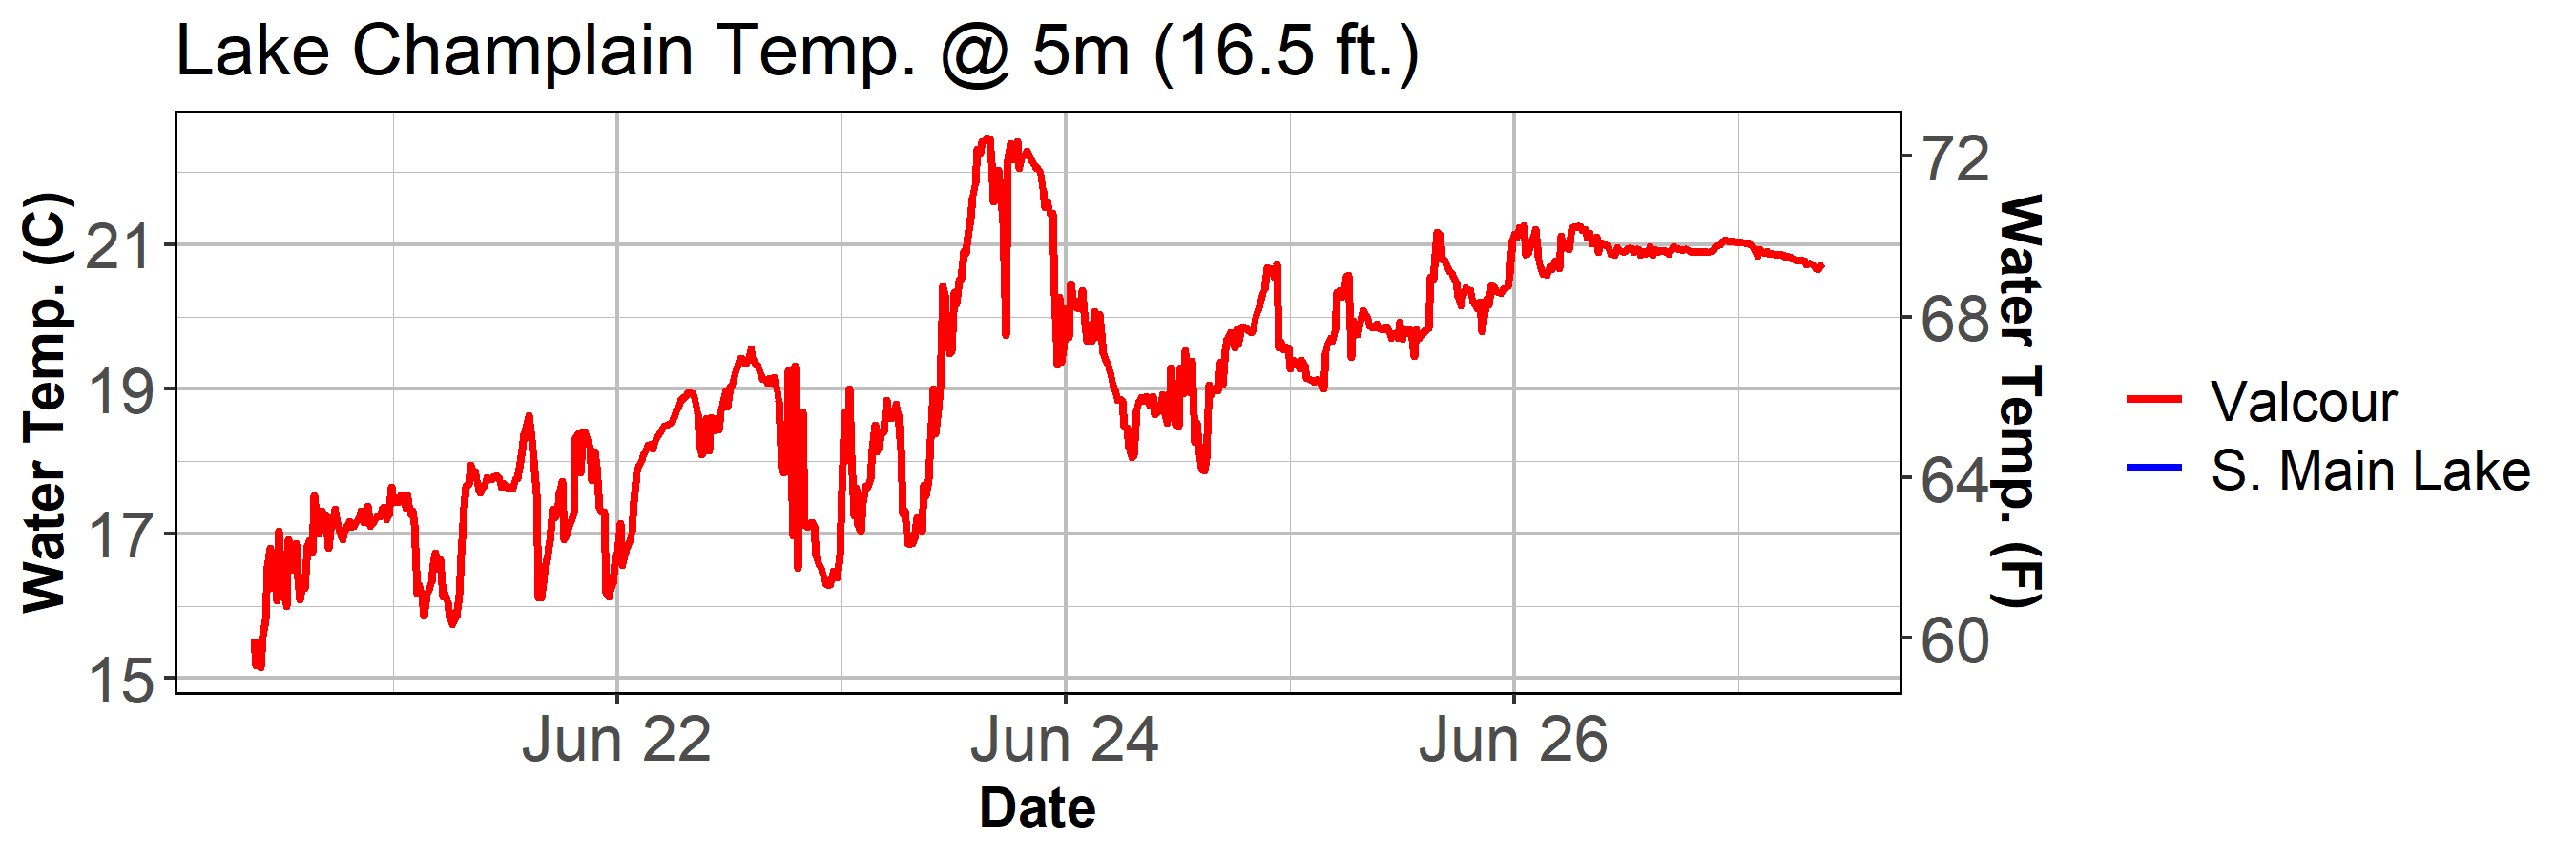 Lake Champlain Temp. @ 5m (16.5 ft.)
Water Temp. (C)
21
19
17
15
72
68
64
60
Water Temp. (F)
Jun 22
Jun 24
Jun 26
Date
Valcour
S. Main Lake